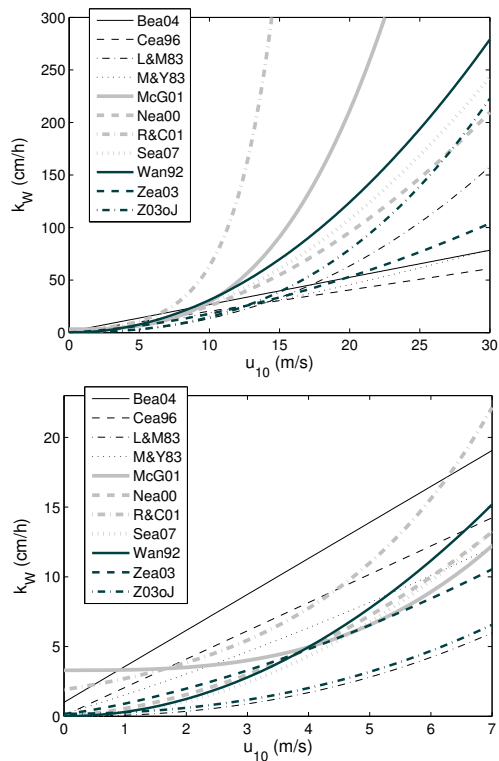 Bea04
Cea96
L&M83
M&Y83
McG01
Nea00
R&C01
Sea07
Wan92
Zea03
Z03oJ
300
250
200
150
100
50
0
k_W (cm/h)
0 5 10 15 20 25 30
u_10 (m/s)
Bea04
Cea96
L&M83
M&Y83
McG01
Nea00
R&C01
Sea07
Wan92
Zea03
Z03oJ
20
15
10
5
0
k_W (cm/h)
0 1 2 3 4 5 6 7
u_10 (m/s)